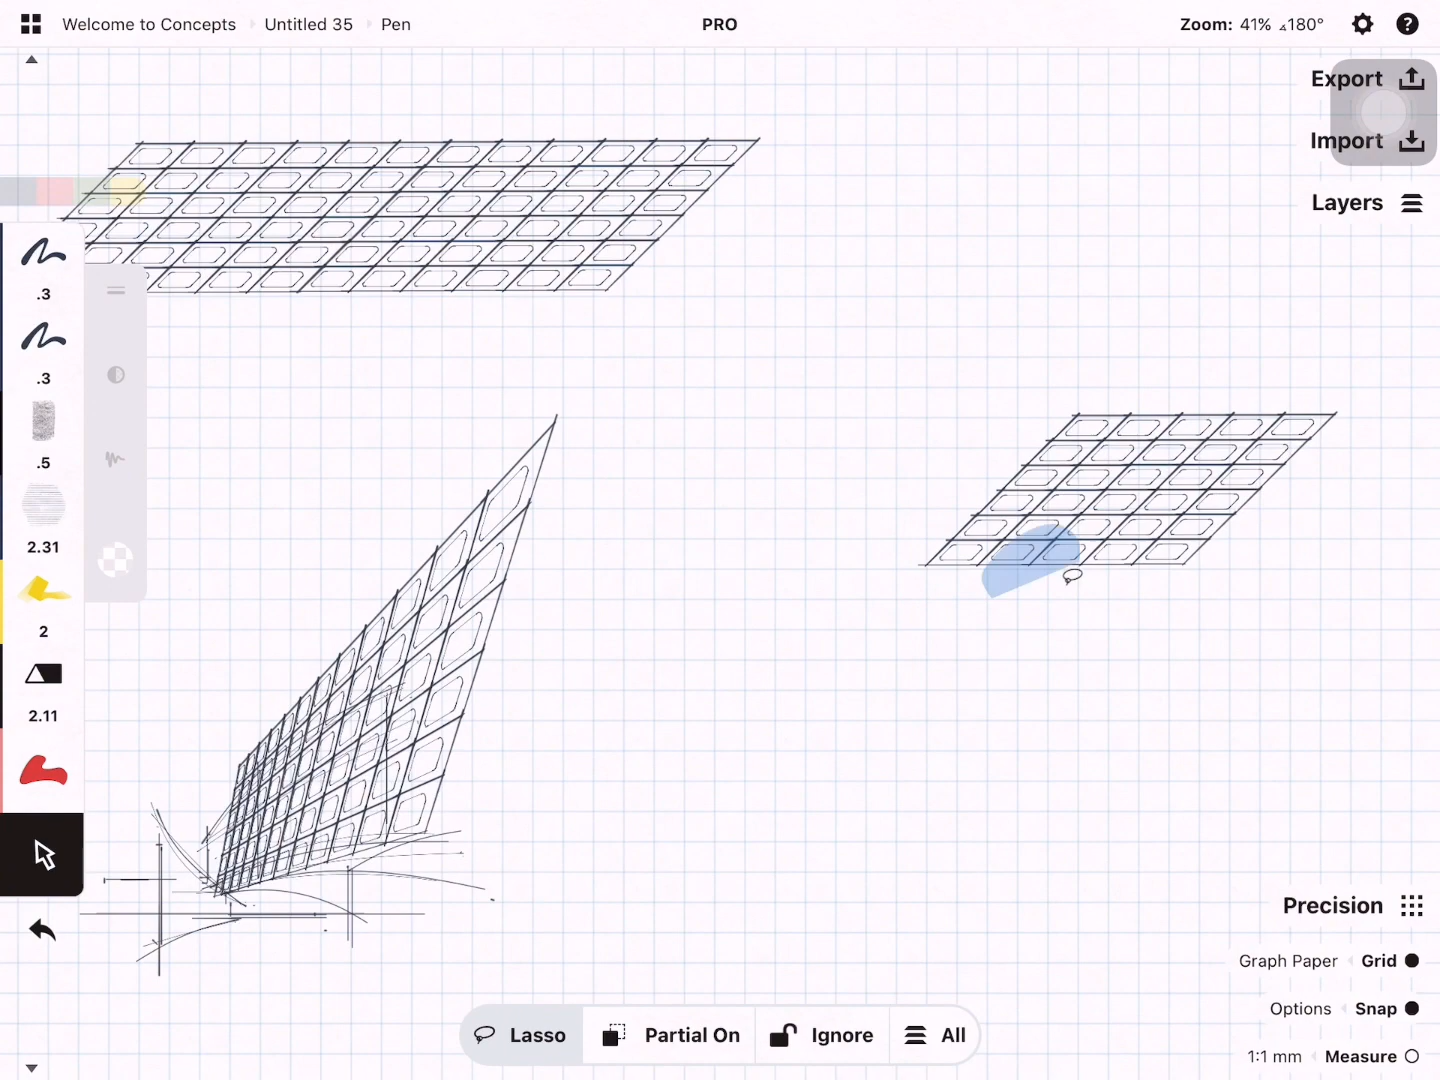 Welcome to Concepts Untitled 35 Pen
PRO
Zoom: 41% ∡180°
Export
Import
Layers
.3
.3
.5
2.31
2
2.11
Precision
Graph Paper Grid
Options Snap
1:1 mm Measure
Lasso Partial On Ignore All